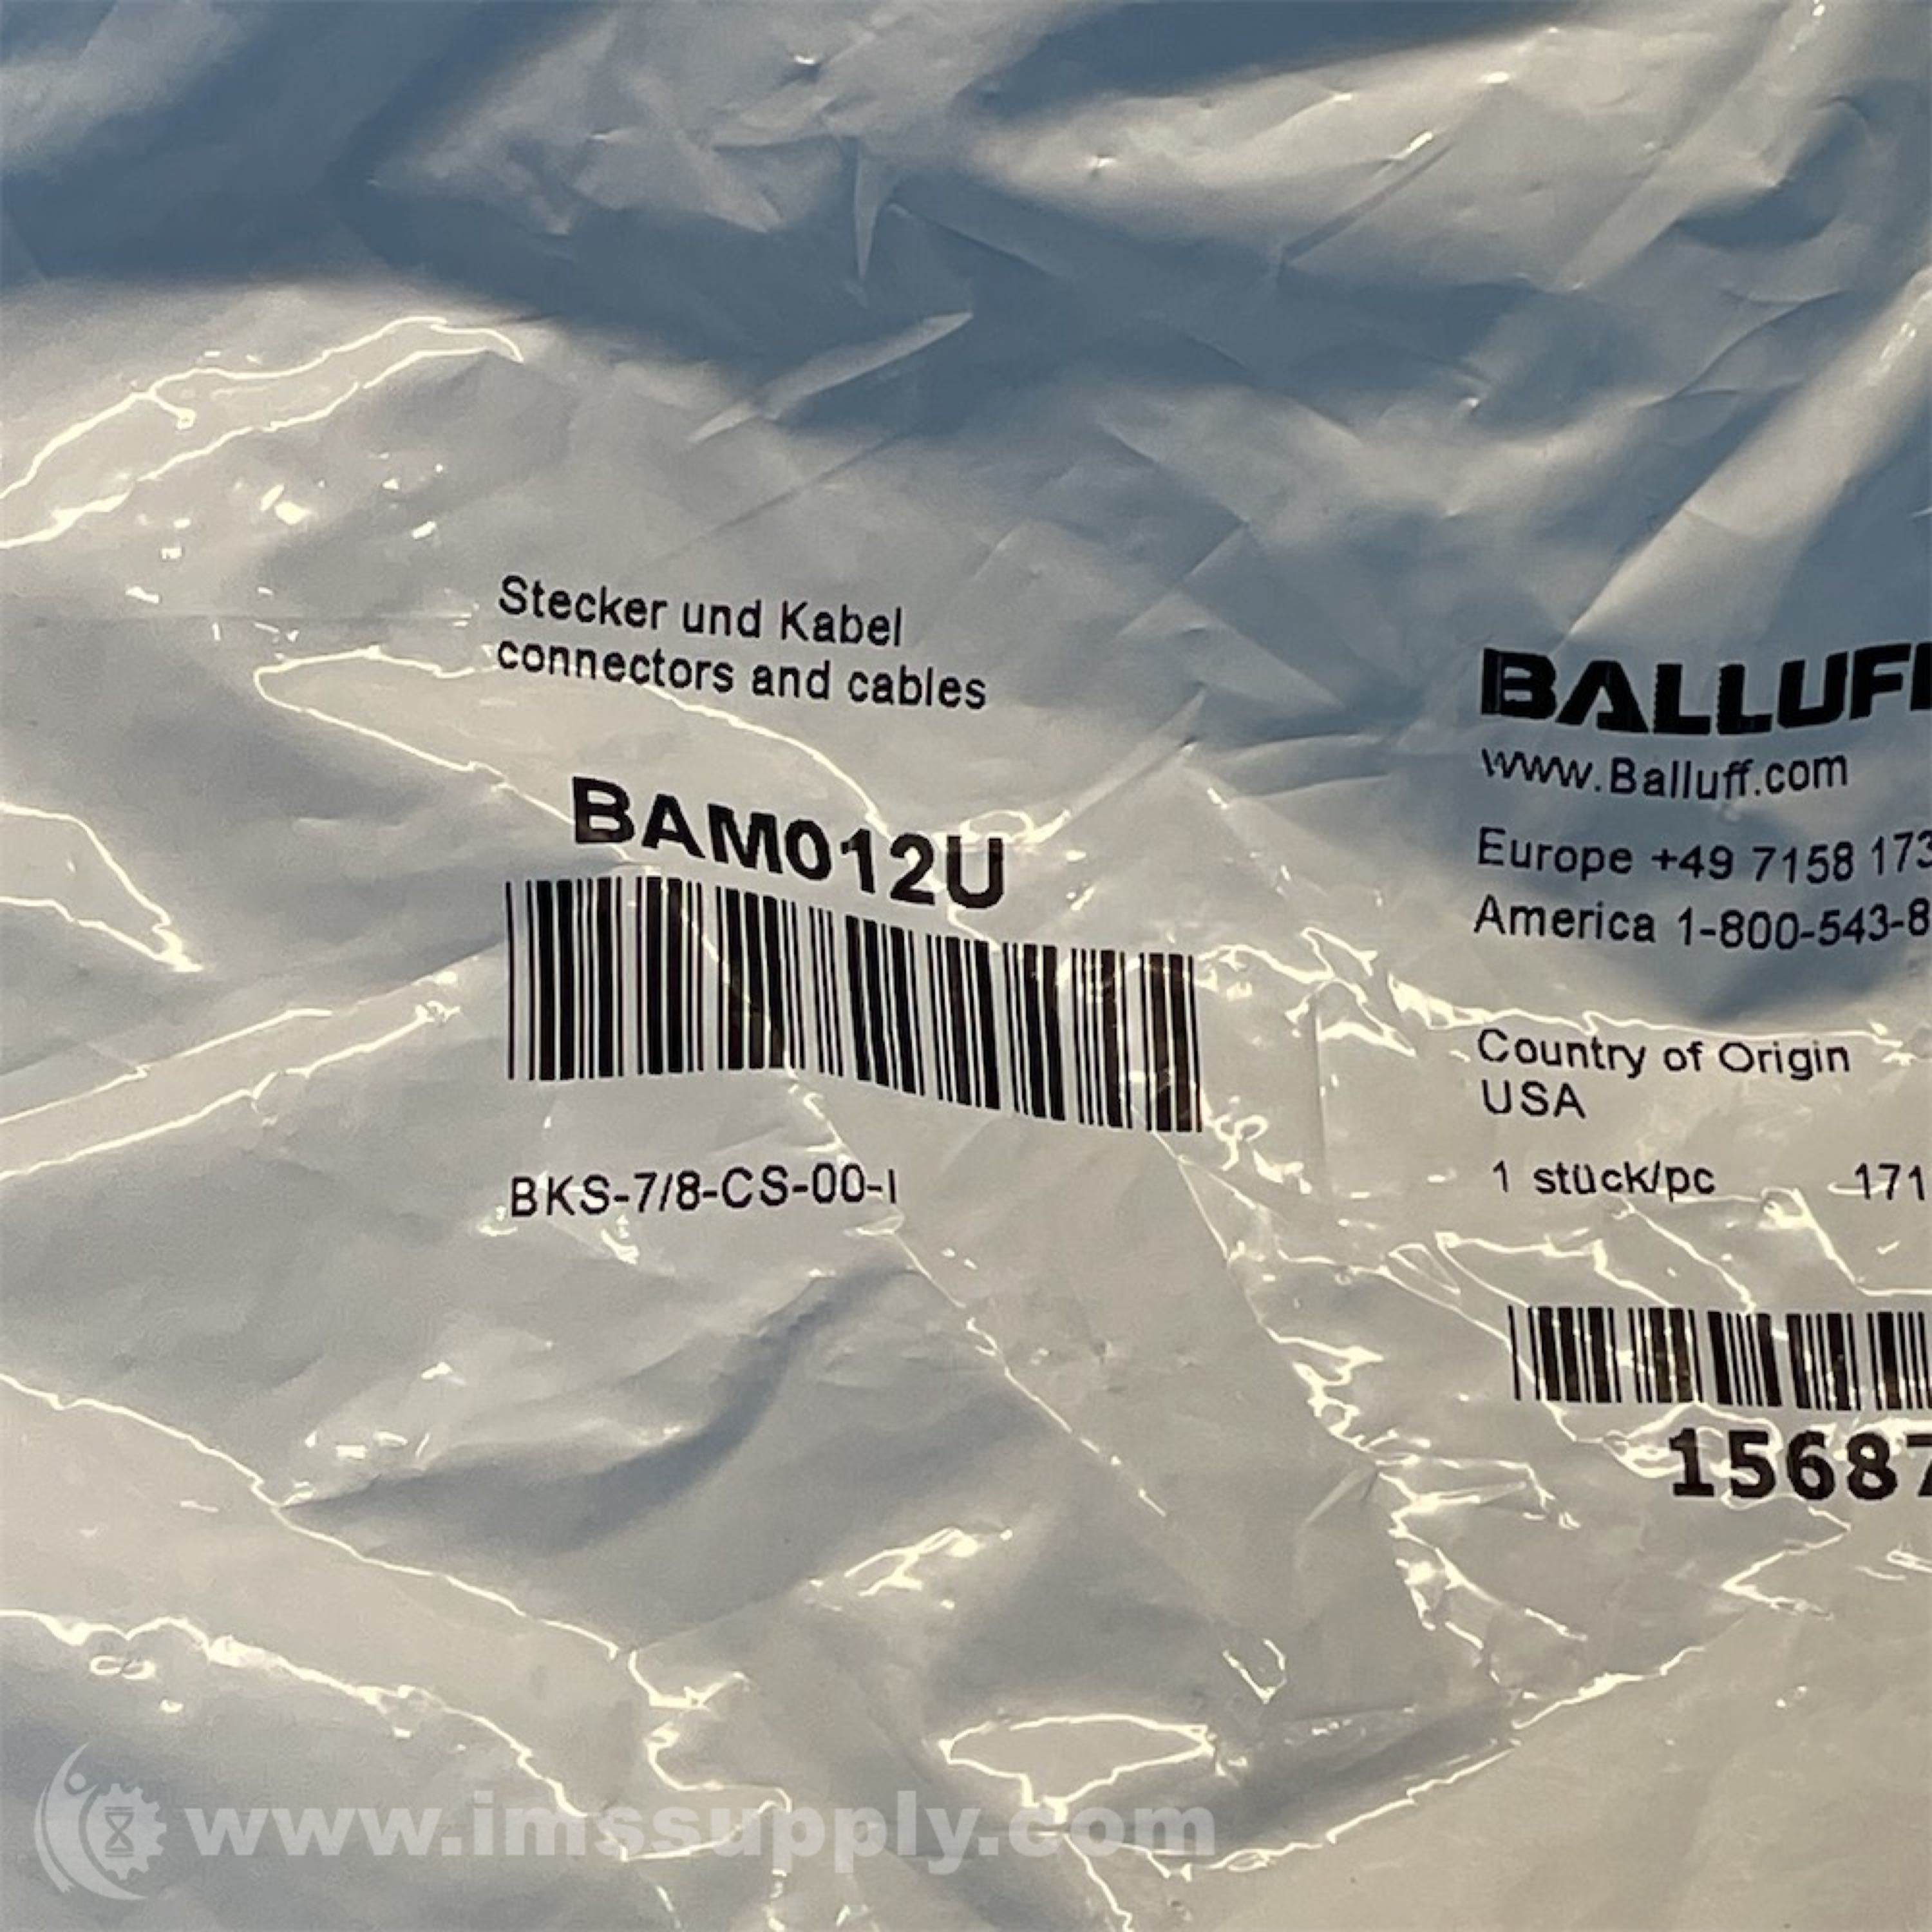 Stecker und Kabel
connectors and cables
BAM012U
BKS-7/8-CS-00-I
BALLUF
www.Balluff.com
Europe +49 7158 173
America 1-800-543-8
Country of Origin
USA
1 stück/pc 171
15687
www.imssupply.com